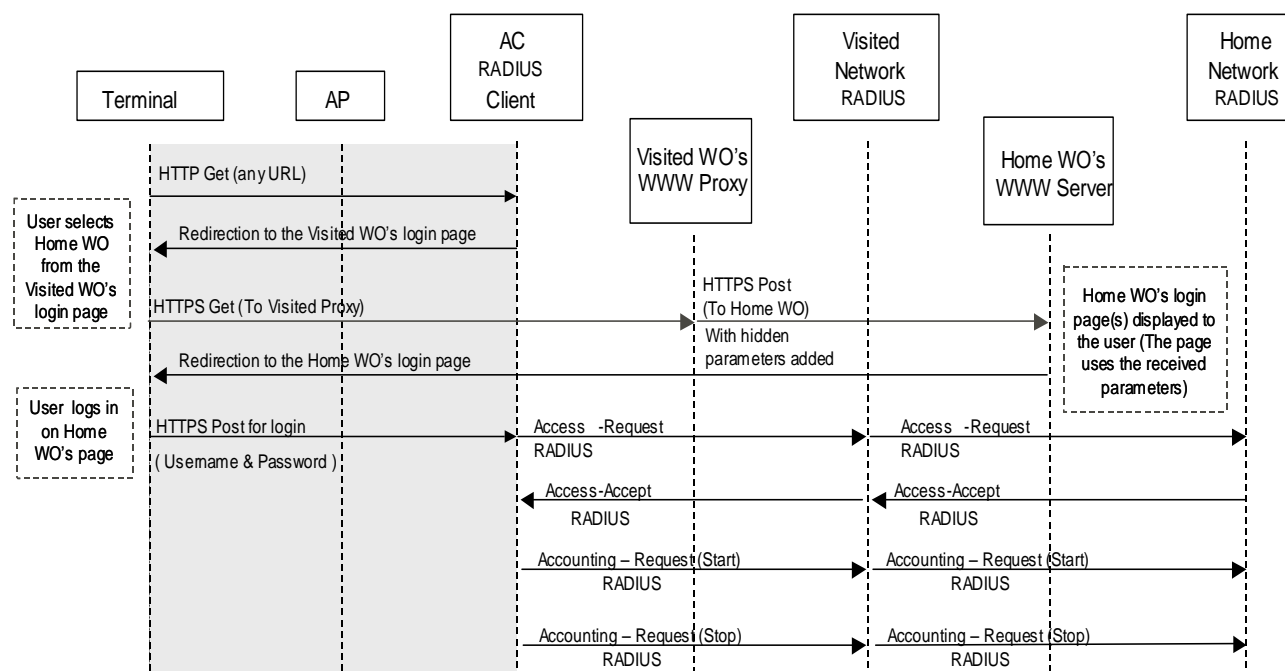 AC
RADIUS
Client
Visited
Network
RADIUS
Home
Network
RADIUS
Terminal
AP
Visited WO's
WWW Proxy
Home WO's
WWW Server
HTTP Get (any URL)
User selects
Home WO
from the
Visited WO's
login page
Redirection to the Visited WO's login page
HTTPS Get (To Visited Proxy)
HTTPS Post
(To Home WO)
With hidden
parameters added
Home WO's login
page(s) displayed to
the user (The page
uses the received
parameters)
Redirection to the Home WO's login page
User logs in
on Home
WO's page
HTTPS Post for login
( Username & Password )
Access -Request
RADIUS
Access -Request
RADIUS
Access-Accept
RADIUS
Access-Accept
RADIUS
Accounting – Request (Start)
RADIUS
Accounting – Request (Start)
RADIUS
Accounting – Request (Stop)
RADIUS
Accounting – Request (Stop)
RADIUS